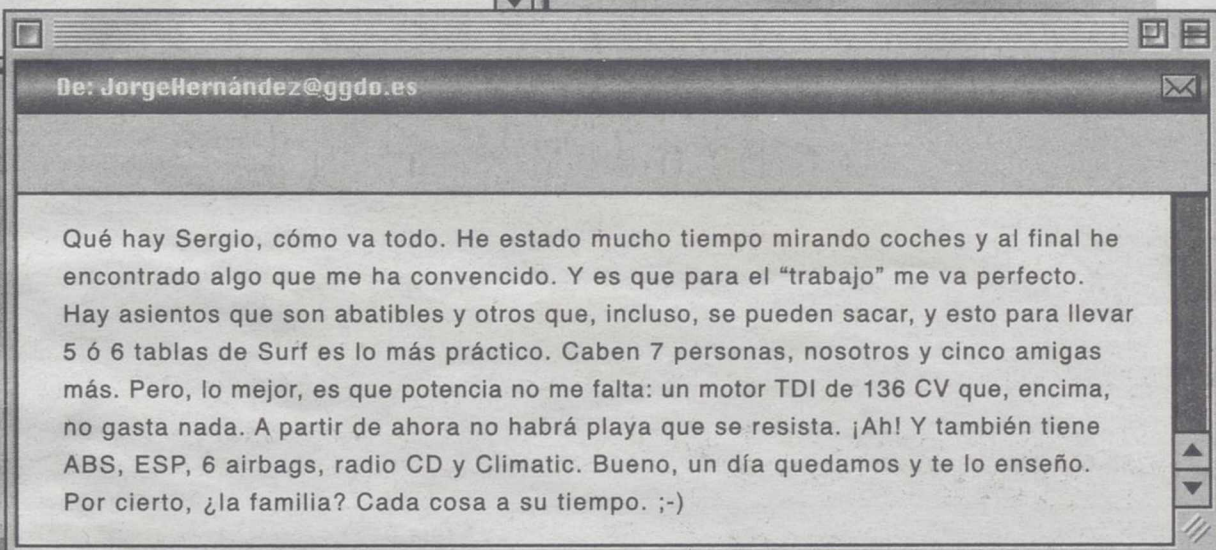 De: JorgeHernández@ggdo.es
Qué hay Sergio, cómo va todo. He estado mucho tiempo mirando coches y al final he
encontrado algo que me ha convencido. Y es que para el “trabajo” me va perfecto.
Hay asientos que son abatibles y otros que, incluso, se pueden sacar, y esto para llevar
5 ó 6 tablas de Surf es lo más práctico. Caben 7 personas, nosotros y cinco amigas
más. Pero, lo mejor, es que potencia no me falta: un motor TDI de 136 CV que, encima,
no gasta nada. A partir de ahora no habrá playa que se resista. ¡Ah! Y también tiene
ABS, ESP, 6 airbags, radio CD y Climatic. Bueno, un día quedamos y te lo enseño.
Por cierto, ¿la familia? Cada cosa a su tiempo. ;-)